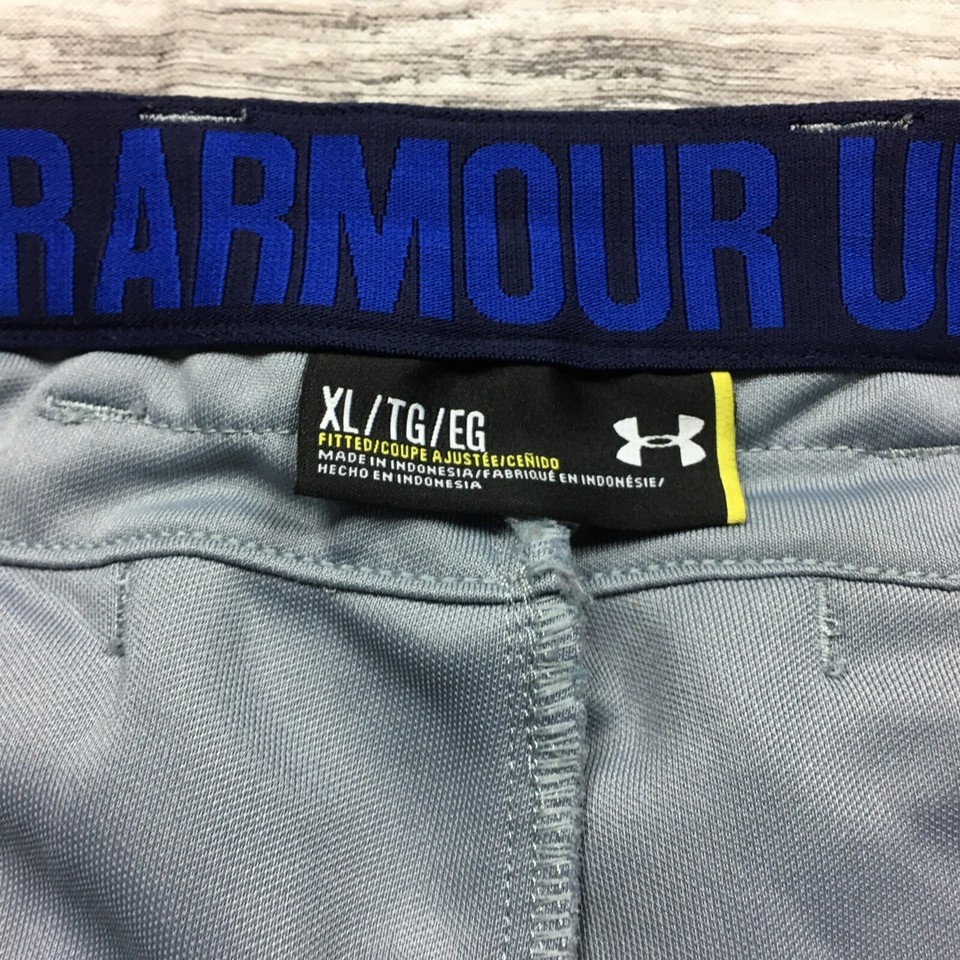 RARMOUR U
XL/TG/EG
FITTED/COUPE AJUSTÉE/CEÑIDO
MADE IN INDONESIA/FABRIQUÉ EN INDONÉSIE/
HECHO EN INDONESIA